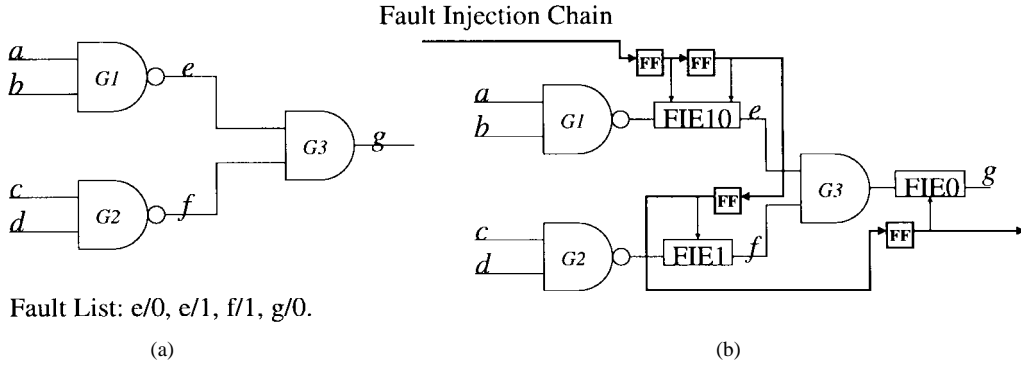 Fault Injection Chain
a
b
G1
e
G3
g
c
d
G2
f
Fault List: e/0, e/1, f/1, g/0.
(a)
FF
FF
a
b
G1
FIE10
e
FF
G3
FIE0
g
c
d
G2
FIE1
f
FF
(b)